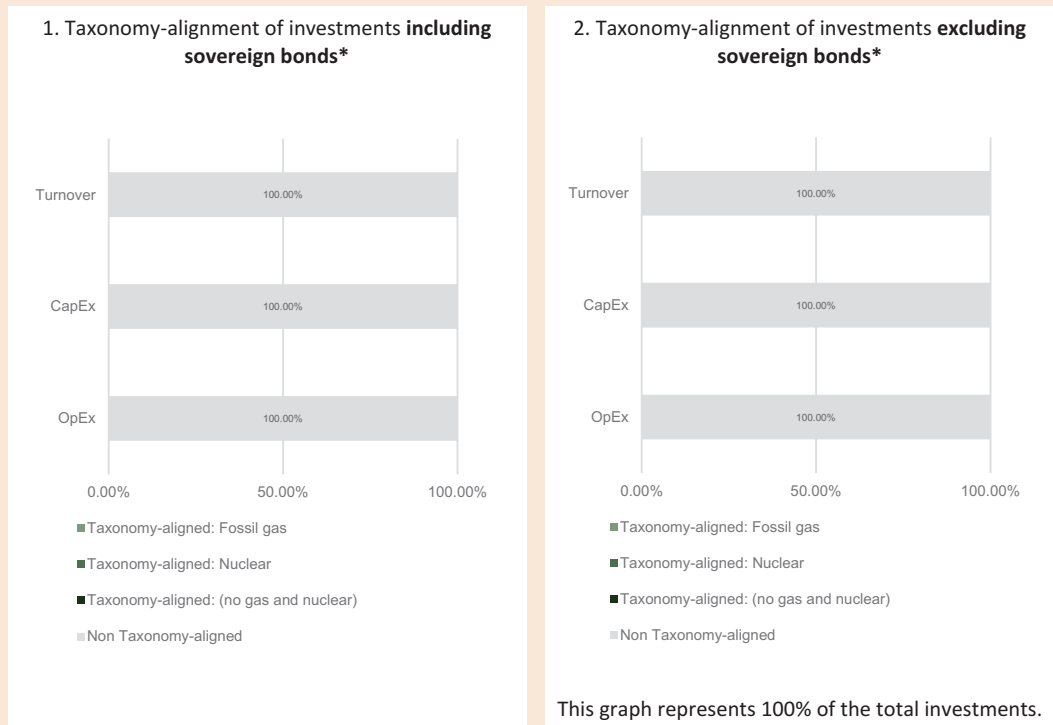 1. Taxonomy-alignment of investments including
sovereign bonds*
Turnover
100.00%
CapEx
100.00%
OpEx
100.00%
0.00%
50.00%
100.00%
Taxonomy-aligned: Fossil gas
Taxonomy-aligned: Nuclear
Taxonomy-aligned: (no gas and nuclear)
Non Taxonomy-aligned
2. Taxonomy-alignment of investments excluding
sovereign bonds*
Turnover
100.00%
CapEx
100.00%
OpEx
100.00%
0.00%
50.00%
100.00%
Taxonomy-aligned: Fossil gas
Taxonomy-aligned: Nuclear
Taxonomy-aligned: (no gas and nuclear)
Non Taxonomy-aligned
This graph represents 100% of the total investments.